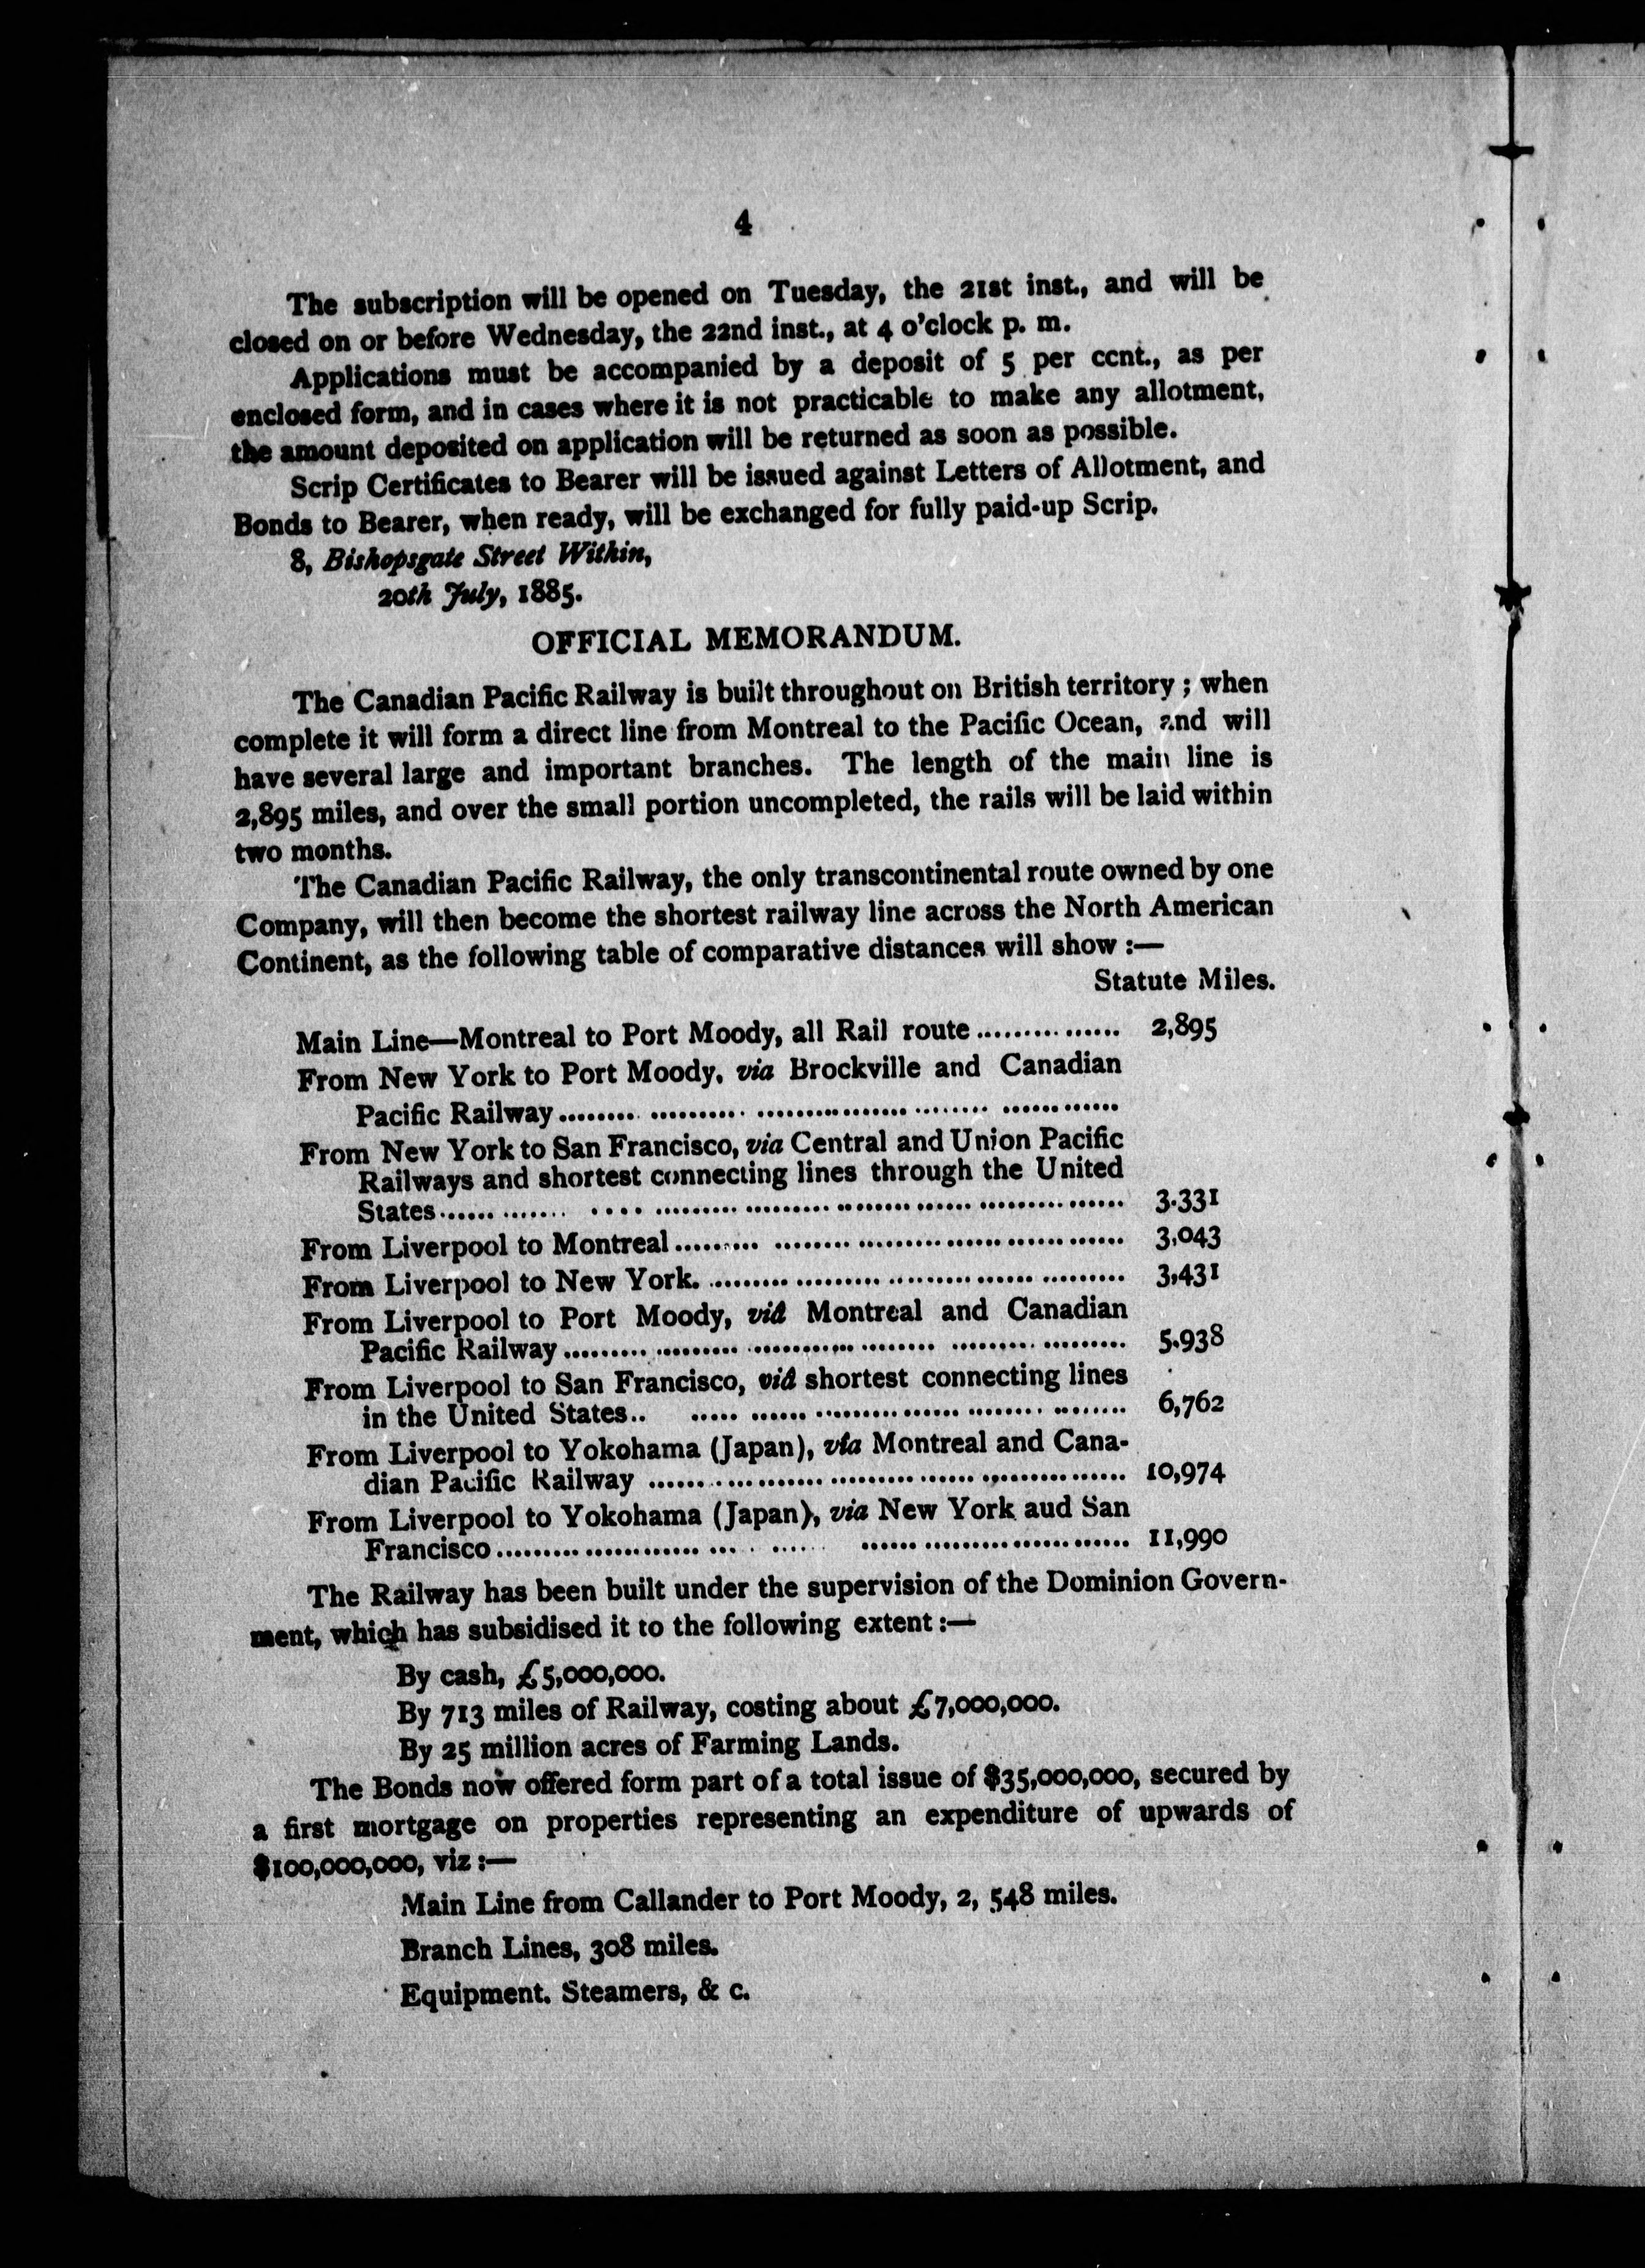 4
The subscription will be opened on Tuesday, the 21st inst., and will be
closed on or before Wednesday, the 22nd inst., at 4 o'clock p. m.
Applications must be accompanied by a deposit of 5 per ccnt., as per
enclosed form, and in cases where it is not practicable to make any allotment,
the amount deposited on application will be returned as soon as possible.
Scrip Certificates to Bearer will be issued against Letters of Allotment, and
Bonds to Bearer, when ready, will be exchanged for fully paid-up Scrip.
8, Bishopsgate Street Within,
20th July, 1885.
OFFICIAL MEMORANDUM.
The Canadian Pacific Railway is built throughout on British territory ; when
complete it will form a direct line from Montreal to the Pacific Ocean, and will
have several large and important branches. The length of the main line is
2,895 miles, and over the small portion uncompleted, the rails will be laid within
two months.
The Canadian Pacific Railway, the only transcontinental route owned by one
Company, will then become the shortest railway line across the North American
Continent, as the following table of comparative distances will show :—
Statute Miles.
Main Line—Montreal to Port Moody, all Rail route ................ 2,895
From New York to Port Moody, via Brockville and Canadian
Pacific Railway ................................................
From New York to San Francisco, via Central and Union Pacific
Railways and shortest connecting lines through the United
States ................................................ 3.331
From Liverpool to Montreal ................................ 3,043
From Liverpool to New York. ................................ 3,431
From Liverpool to Port Moody, viâ Montreal and Canadian
Pacific Railway ................................................ 5.938
From Liverpool to San Francisco, viâ shortest connecting lines
in the United States.. ................................ 6,762
From Liverpool to Yokohama (Japan), via Montreal and Cana-
dian Pacific Railway ................................ 10,974
From Liverpool to Yokohama (Japan), via New York aud San
Francisco ................................................ 11,990
The Railway has been built under the supervision of the Dominion Govern-
ment, which has subsidised it to the following extent :—
By cash, £5,000,000.
By 713 miles of Railway, costing about £7,000,000.
By 25 million acres of Farming Lands.
The Bonds now offered form part of a total issue of $35,000,000, secured by
a first mortgage on properties representing an expenditure of upwards of
$100,000,000, viz :—
Main Line from Callander to Port Moody, 2, 548 miles.
Branch Lines, 308 miles.
Equipment. Steamers, & c.